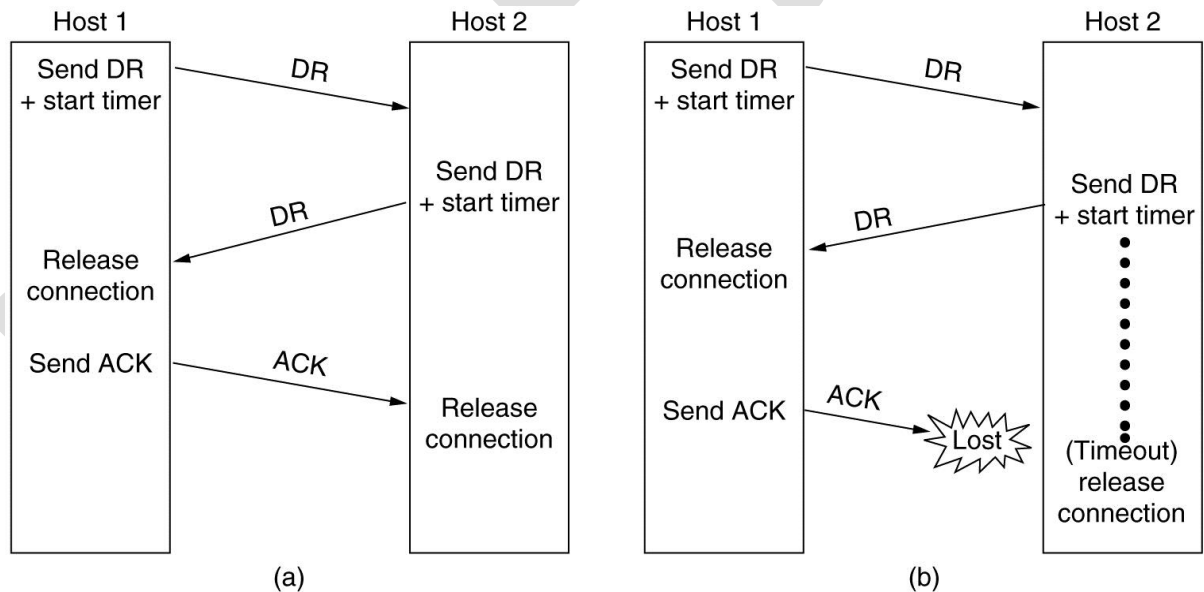 Host 1
Host 2
Send DR
+ start timer
DR
Send DR
+ start timer
DR
Release
connection
Send ACK
ACK
Release
connection
(a)
Host 1
Host 2
Send DR
+ start timer
DR
Send DR
+ start timer
DR
Release
connection
Send ACK
ACK
Lost
(Timeout)
release
connection
(b)